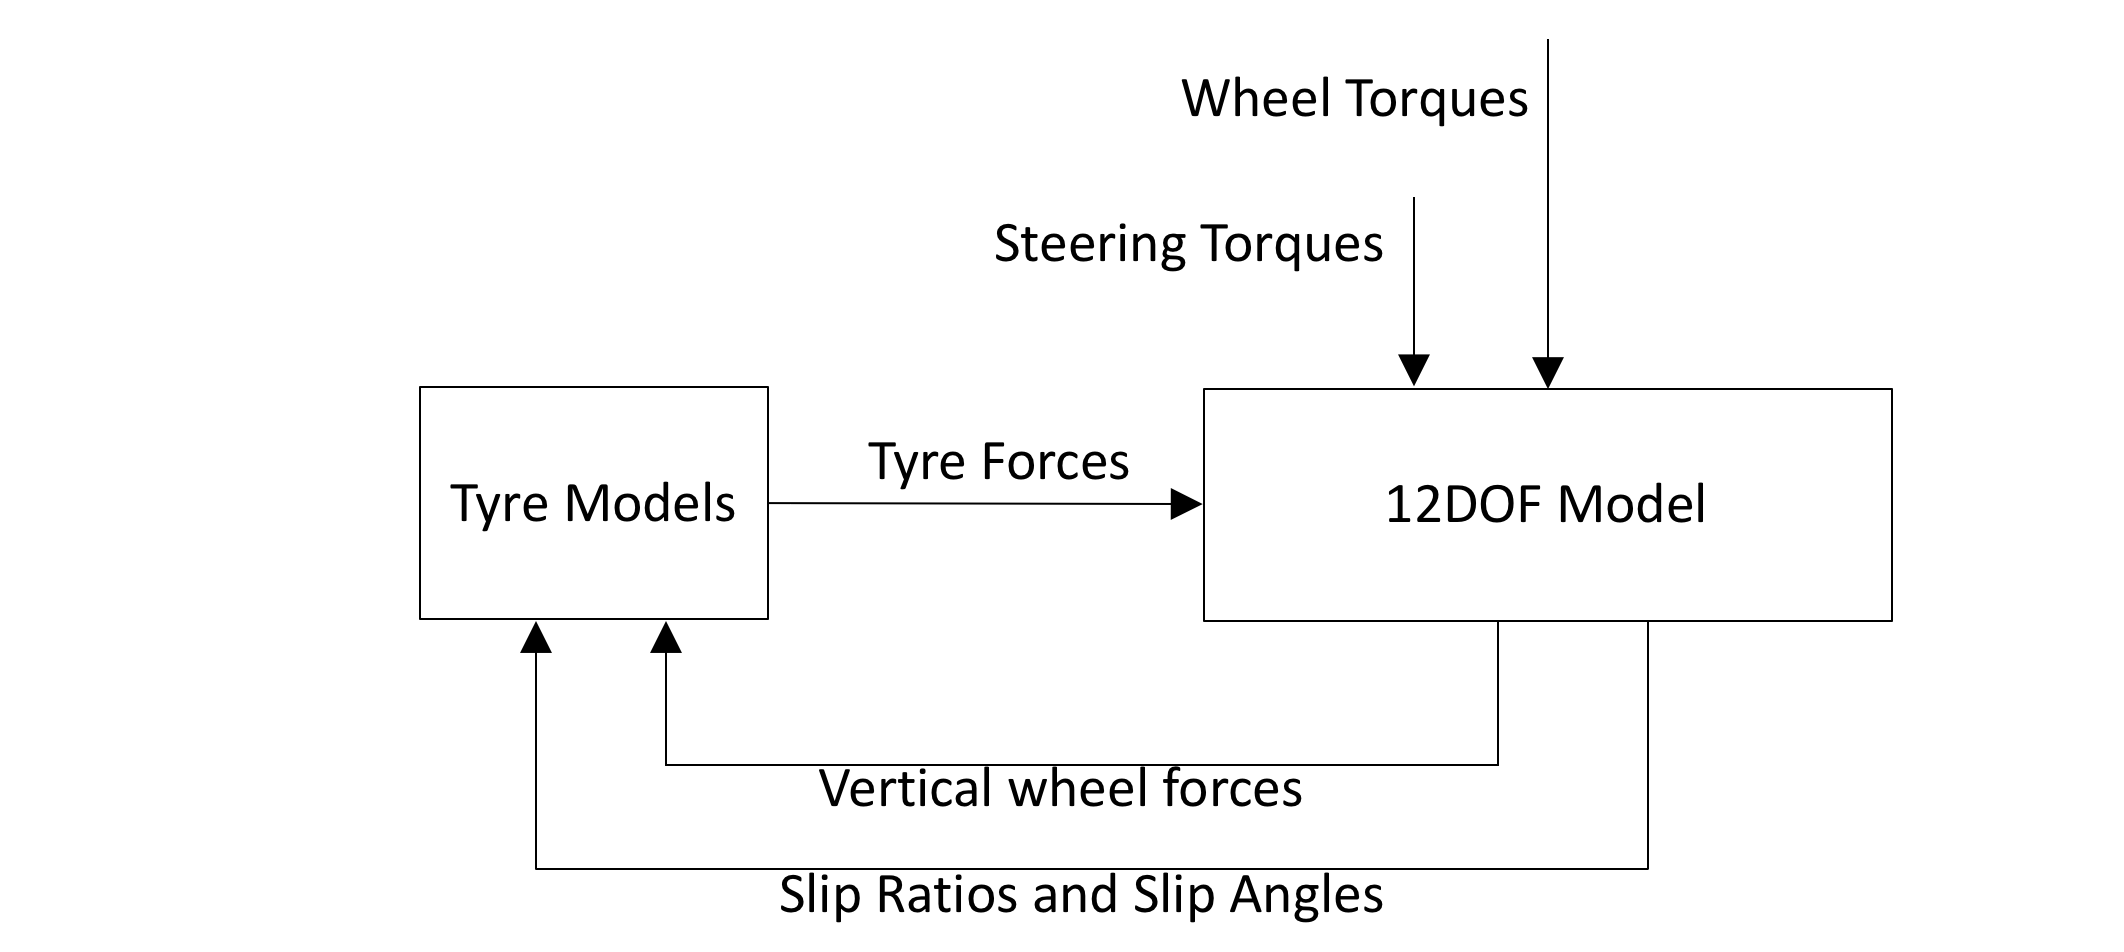 Wheel Torques
Steering Torques
Tyre Forces
Tyre Models
12DOF Model
Vertical wheel forces
Slip Ratios and Slip Angles